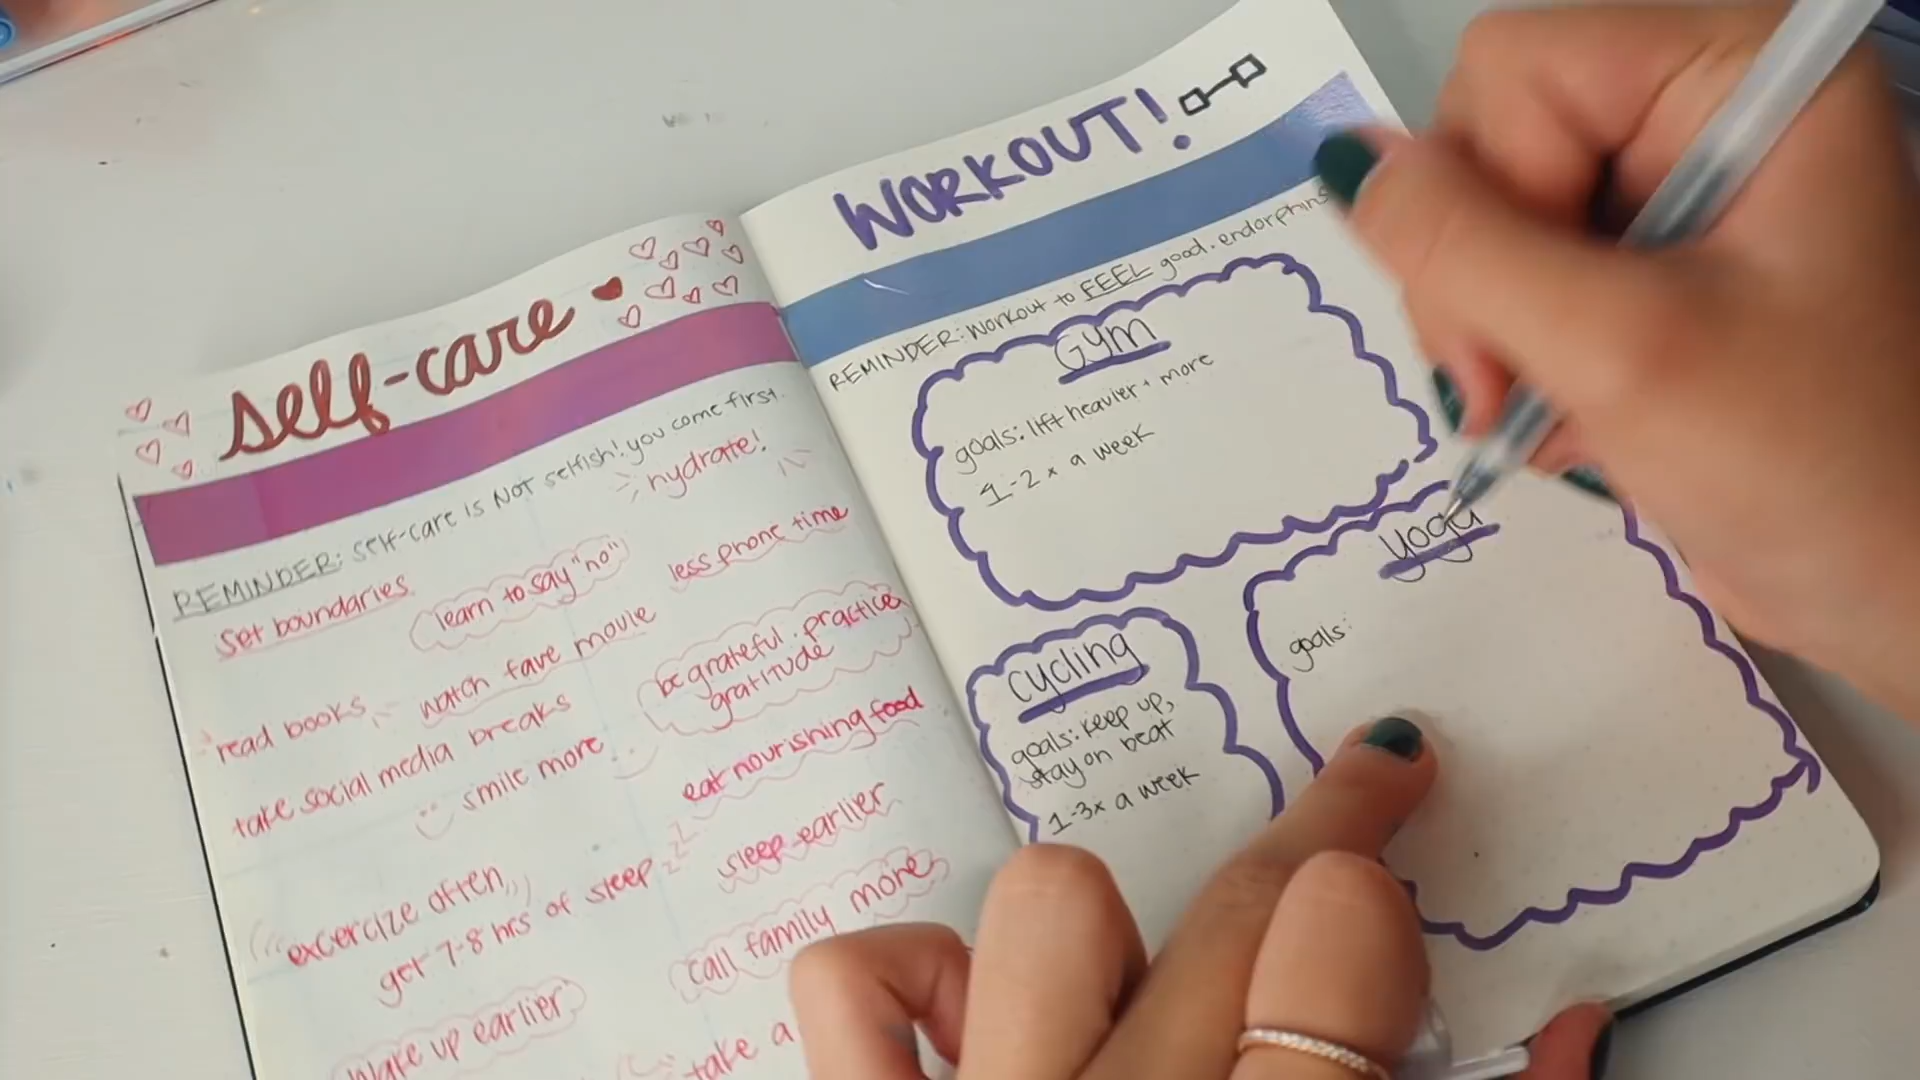 self-care
REMINDER: self-care is NOT selfish! you come first.
hydrate!
set boundaries
learn to say "no"
less phone time
read books
watch fave movie
be grateful. practice
gratitude
take social media breaks
smile more
eat nourishing food
excercize often
get 7-8 hrs of sleep zzz
sleep earlier
call family more
wake up earlier
take a
WORKOUT!
REMINDER: Workout to FEEL good. endorphins
Gym
goals: lift heavier + more
1-2x a week
cycling
goals: keep up,
stay on beat
1-3x a week
yoga
goals: